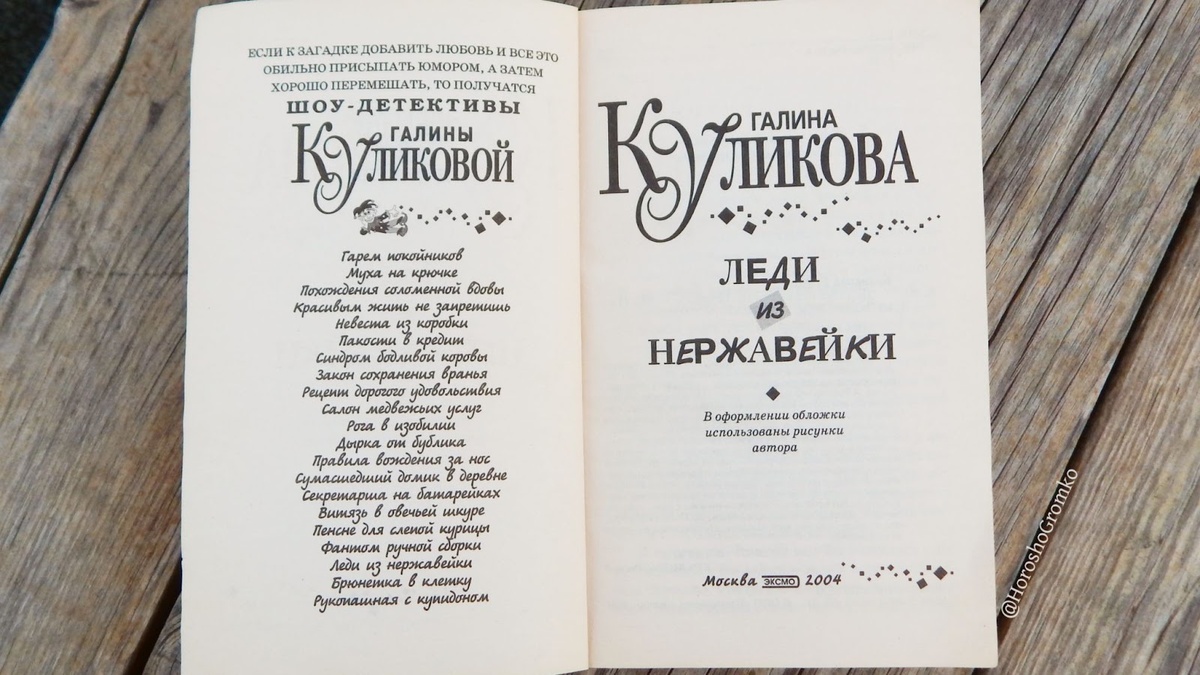 ЕСЛИ К ЗАГАДКЕ ДОБАВИТЬ ЛЮБОВЬ И ВСЕ ЭТО
ОБИЛЬНО ПРИСЫПАТЬ ЮМОРОМ, А ЗАТЕМ
ХОРОШО ПЕРЕМЕШАТЬ, ТО ПОЛУЧАТСЯ
ШОУ-ДЕТЕКТИВЫ
ГАЛИНЫ
КУЛИКОВОЙ
Гарем покойников
Муха на крючке
Похождения соломенной вдовы
Красивым жить не запретишь
Невеста из коробки
Пакости в кредит
Синдром бодливой коровы
Закон сохранения вранья
Рецепт дорогого удовольствия
Салон медвежьих услуг
Рога в изобилии
Дырка от бублика
Правила вождения за нос
Сумасшедший домик в деревне
Секретарша на батарейках
Витязь в овечьей шкуре
Пенсне для слепой курицы
Фантом ручной сборки
Леди из нержавейки
Брюнетка в клетку
Рукопашная с купидоном
ГАЛИНА
КУЛИКОВА
ЛЕДИ
ИЗ
НЕРЖАВЕЙКИ
В оформлении обложки
использованы рисунки
автора
Москва ЭКСМО 2004
@HoroshoGromko